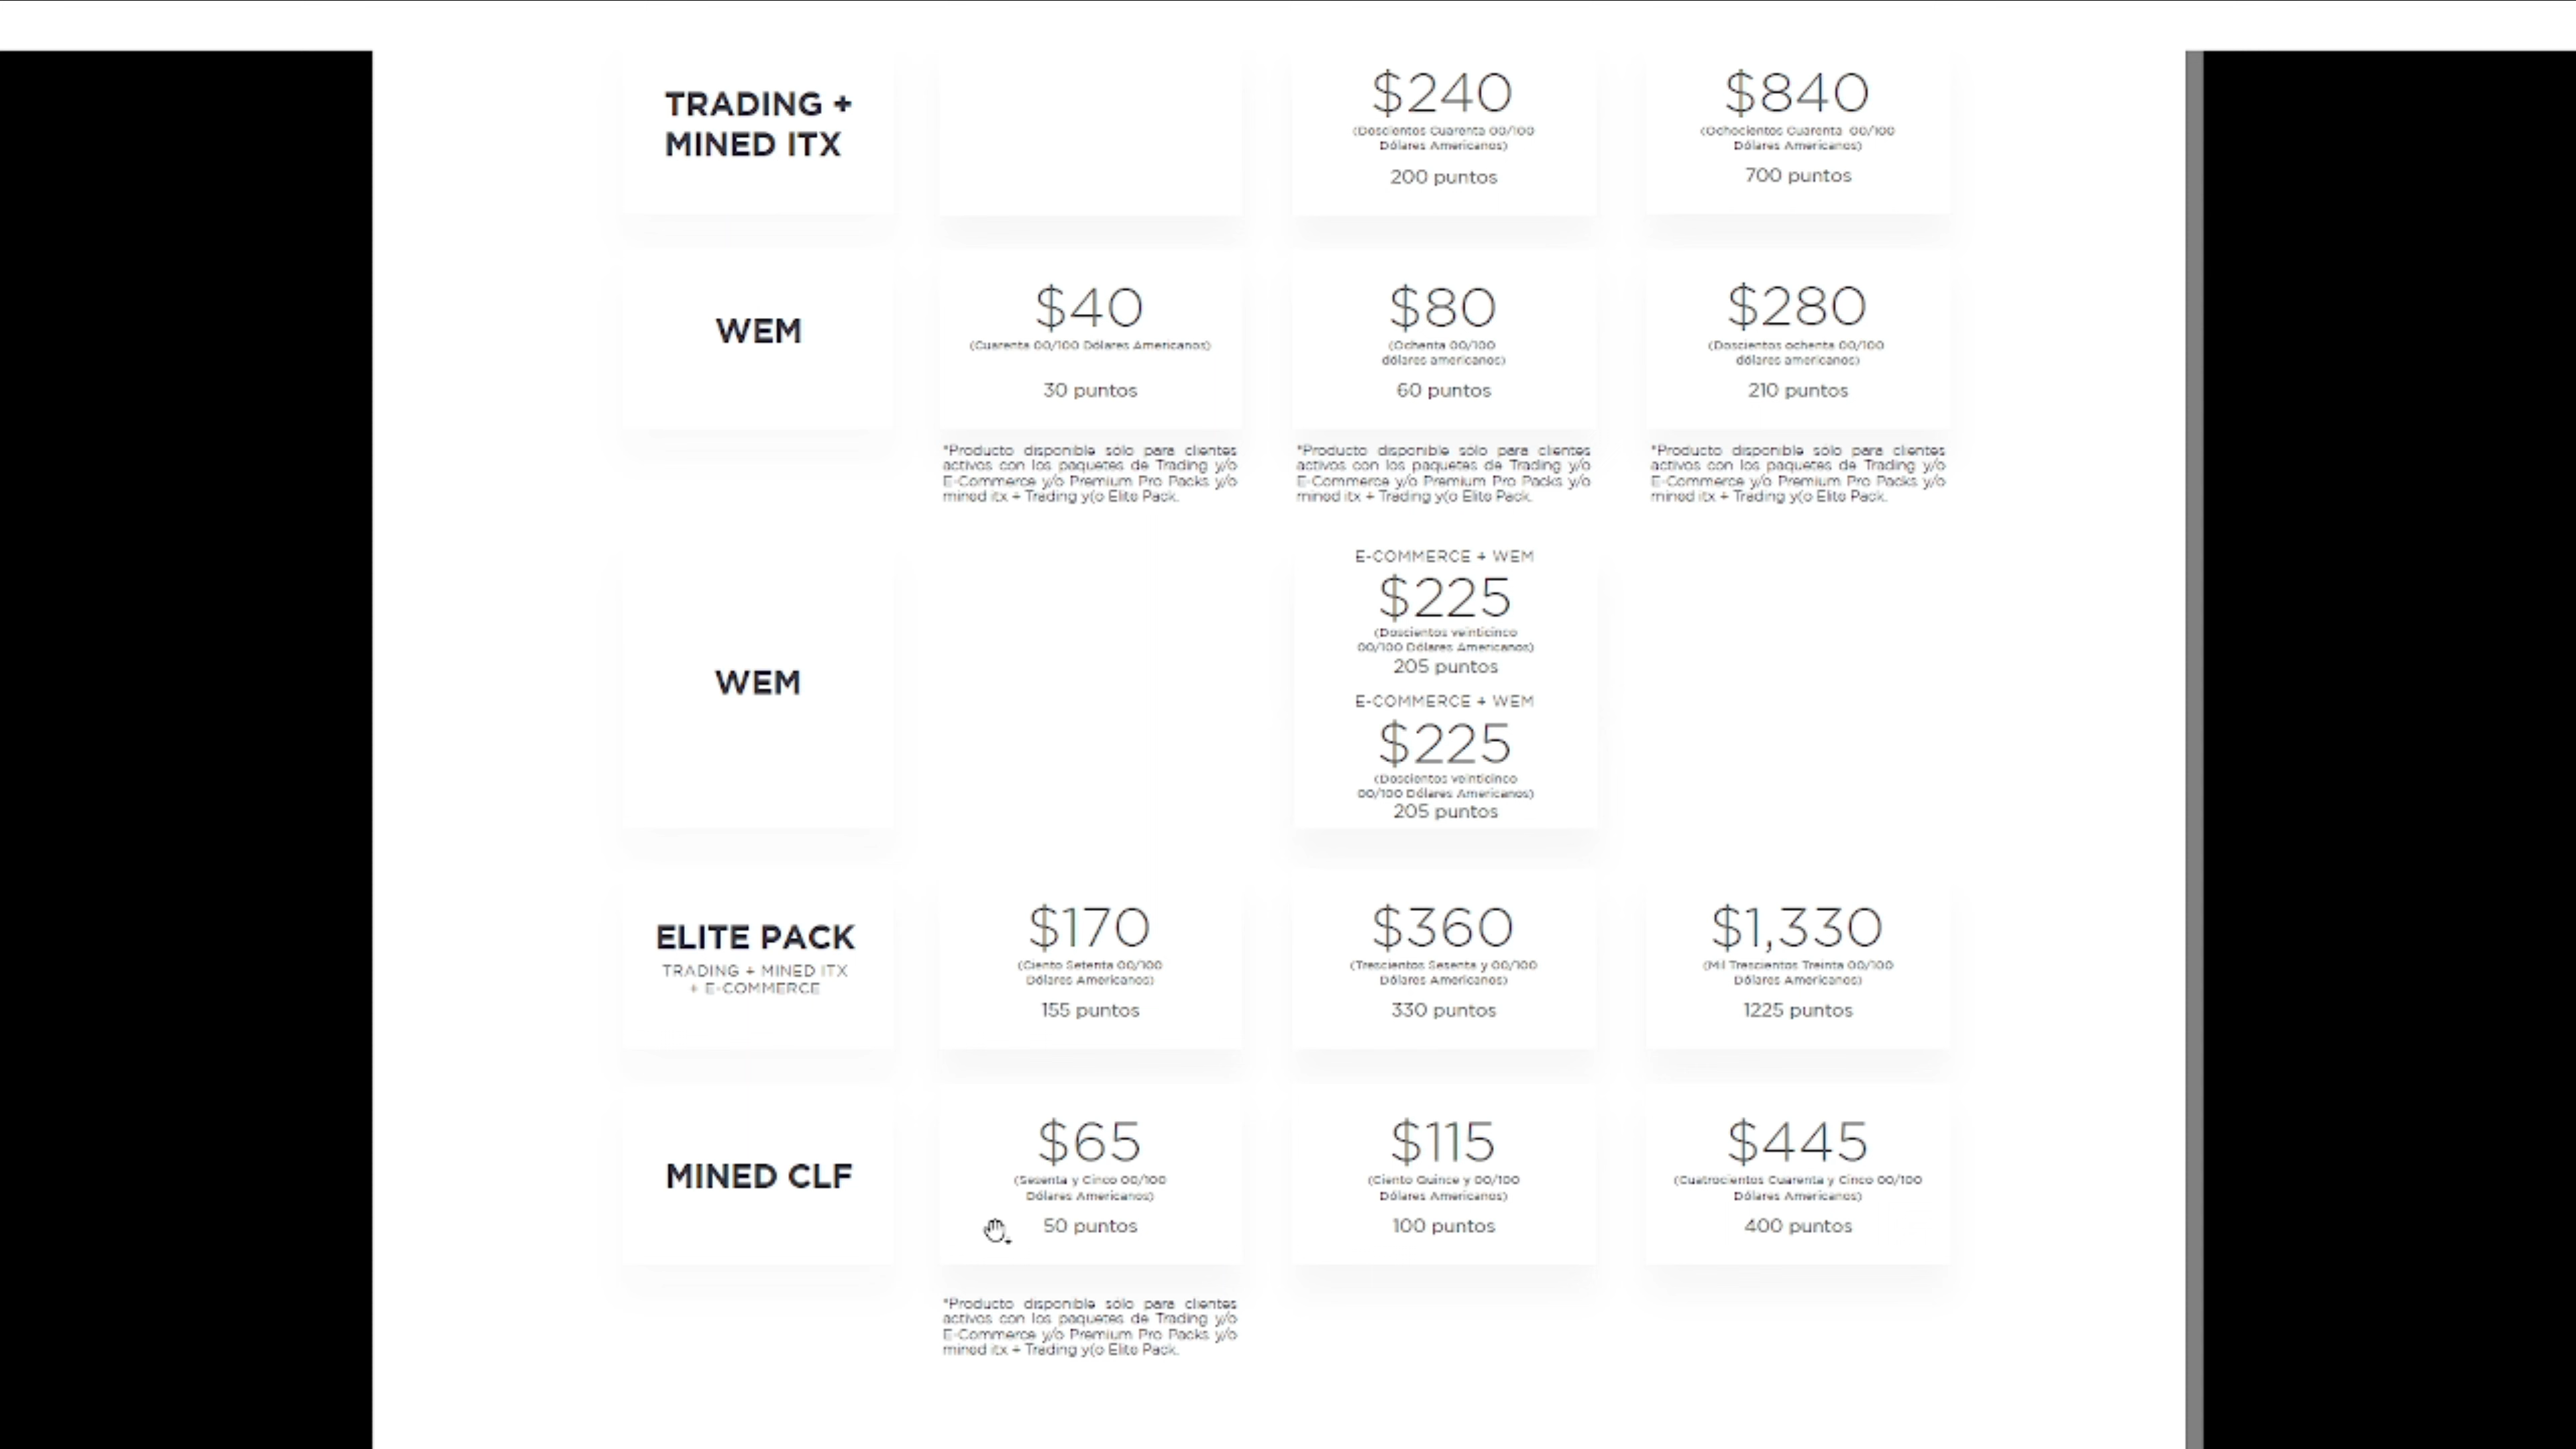 TRADING +
MINED ITX
$240
(Doscientos Cuarenta 00/100
Dólares Americanos)
200 puntos
$840
(Ochocientos Cuarenta 00/100
Dólares Americanos)
700 puntos
WEM
$40
(Cuarenta 00/100 Dólares Americanos)
30 puntos
$80
(Ochenta 00/100
dólares americanos)
60 puntos
$280
(Doscientos ochenta 00/100
dólares americanos)
210 puntos
*Producto disponible sólo para clientes
activos con los paquetes de Trading y/o
E-Commerce y/o Premium Pro Packs y/o
mined itx + Trading y(o Elite Pack.
*Producto disponible sólo para clientes
activos con los paquetes de Trading y/o
E-Commerce y/o Premium Pro Packs y/o
mined itx + Trading y(o Elite Pack.
*Producto disponible sólo para clientes
activos con los paquetes de Trading y/o
E-Commerce y/o Premium Pro Packs y/o
mined itx + Trading y(o Elite Pack.
WEM
E-COMMERCE + WEM
$225
(Doscientos veinticinco
00/100 Dólares Americanos)
205 puntos
E-COMMERCE + WEM
$225
(Doscientos veinticinco
00/100 Dólares Americanos)
205 puntos
ELITE PACK
TRADING + MINED ITX
+ E-COMMERCE
$170
(Ciento Setenta 00/100
Dólares Americanos)
155 puntos
$360
(Trescientos Sesenta y 00/100
Dólares Americanos)
330 puntos
$1,330
(Mil Trescientos Treinta 00/100
Dólares Americanos)
1225 puntos
MINED CLF
$65
(Sesenta y Cinco 00/100
Dólares Americanos)
50 puntos
$115
(Ciento Quince y 00/100
Dólares Americanos)
100 puntos
$445
(Cuatrocientos Cuarenta y Cinco 00/100
Dólares Americanos)
400 puntos
*Producto disponible sólo para clientes
activos con los paquetes de Trading y/o
E-Commerce y/o Premium Pro Packs y/o
mined itx + Trading y(o Elite Pack.